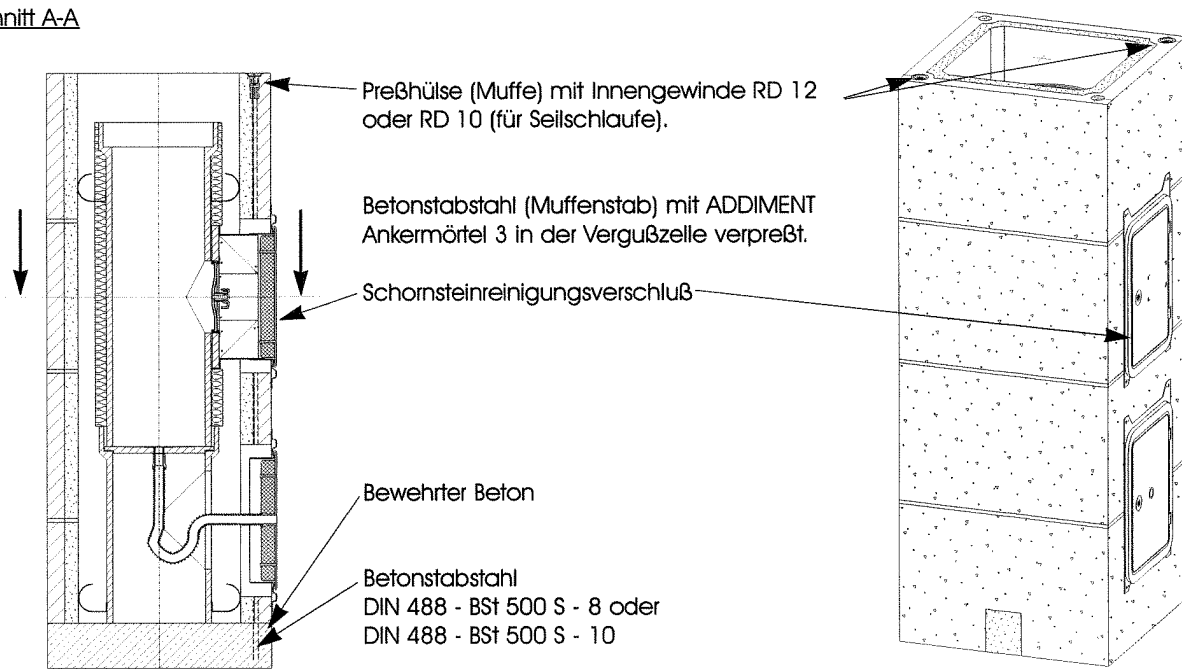 nitt A-A
Preßhülse (Muffe) mit Innengewinde RD 12
oder RD 10 (für Seilschlaufe).
Betonstabstahl (Muffenstab) mit ADDIMENT
Ankermörtel 3 in der Vergußzelle verpreßt.
Schornsteinreinigungsverschluß
Bewehrter Beton
Betonstabstahl
DIN 488 - BSt 500 S - 8 oder
DIN 488 - BSt 500 S - 10